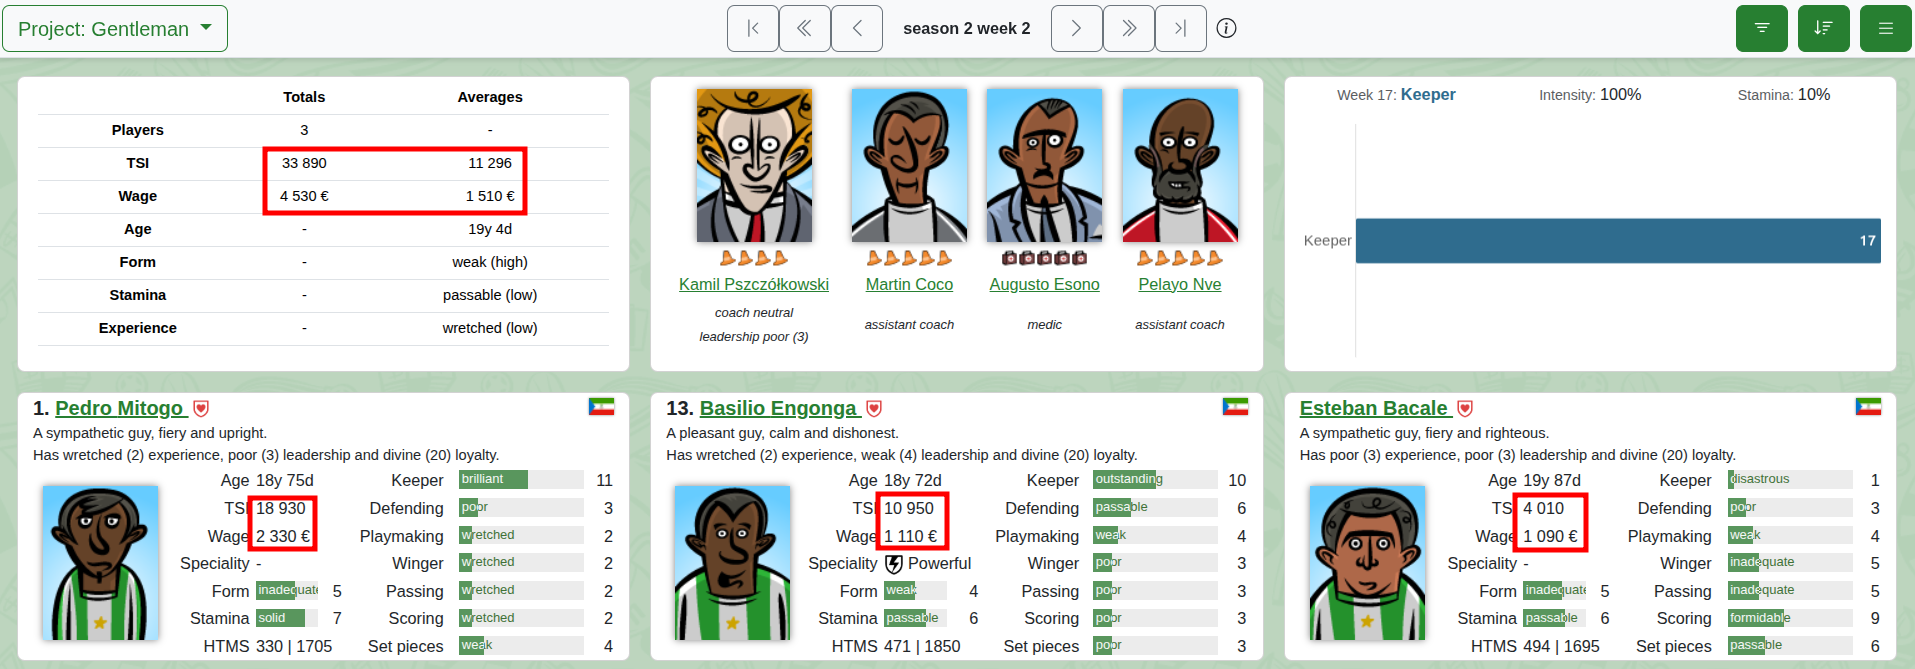 Project: Gentleman
season 2 week 2
Totals Averages
Players 3 -
TSI 33 890 11 296
Wage 4 530 € 1 510 €
Age - 19y 4d
Form - weak (high)
Stamina - passable (low)
Experience - wretched (low)
Kamil Pszczółkowski
coach neutral
leadership poor (3)
Martin Coco
assistant coach
Augusto Esono
medic
Pelayo Nve
assistant coach
Week 17: Keeper Intensity: 100% Stamina: 10%
Keeper 17
1. Pedro Mitogo
A sympathetic guy, fiery and upright.
Has wretched (2) experience, poor (3) leadership and divine (20) loyalty.
Age 18y 75d Keeper brilliant 11
TSI 18 930 Defending poor 3
Wage 2 330 € Playmaking wretched 2
Speciality - Winger wretched 2
Form inadequate 5 Passing wretched 2
Stamina solid 7 Scoring wretched 2
HTMS 330 | 1705 Set pieces weak 4
13. Basilio Engonga
A pleasant guy, calm and dishonest.
Has wretched (2) experience, weak (4) leadership and divine (20) loyalty.
Age 18y 72d Keeper outstanding 10
TSI 10 950 Defending passable 6
Wage 1 110 € Playmaking weak 4
Speciality Powerful Winger poor 3
Form weak 4 Passing poor 3
Stamina passable 6 Scoring poor 3
HTMS 471 | 1850 Set pieces poor 3
Esteban Bacale
A sympathetic guy, fiery and righteous.
Has poor (3) experience, poor (3) leadership and divine (20) loyalty.
Age 19y 87d Keeper disastrous 1
TSI 4 010 Defending poor 3
Wage 1 090 € Playmaking weak 4
Speciality - Winger inadequate 5
Form inadequate 5 Passing inadequate 5
Stamina passable 6 Scoring formidable 9
HTMS 494 | 1695 Set pieces passable 6